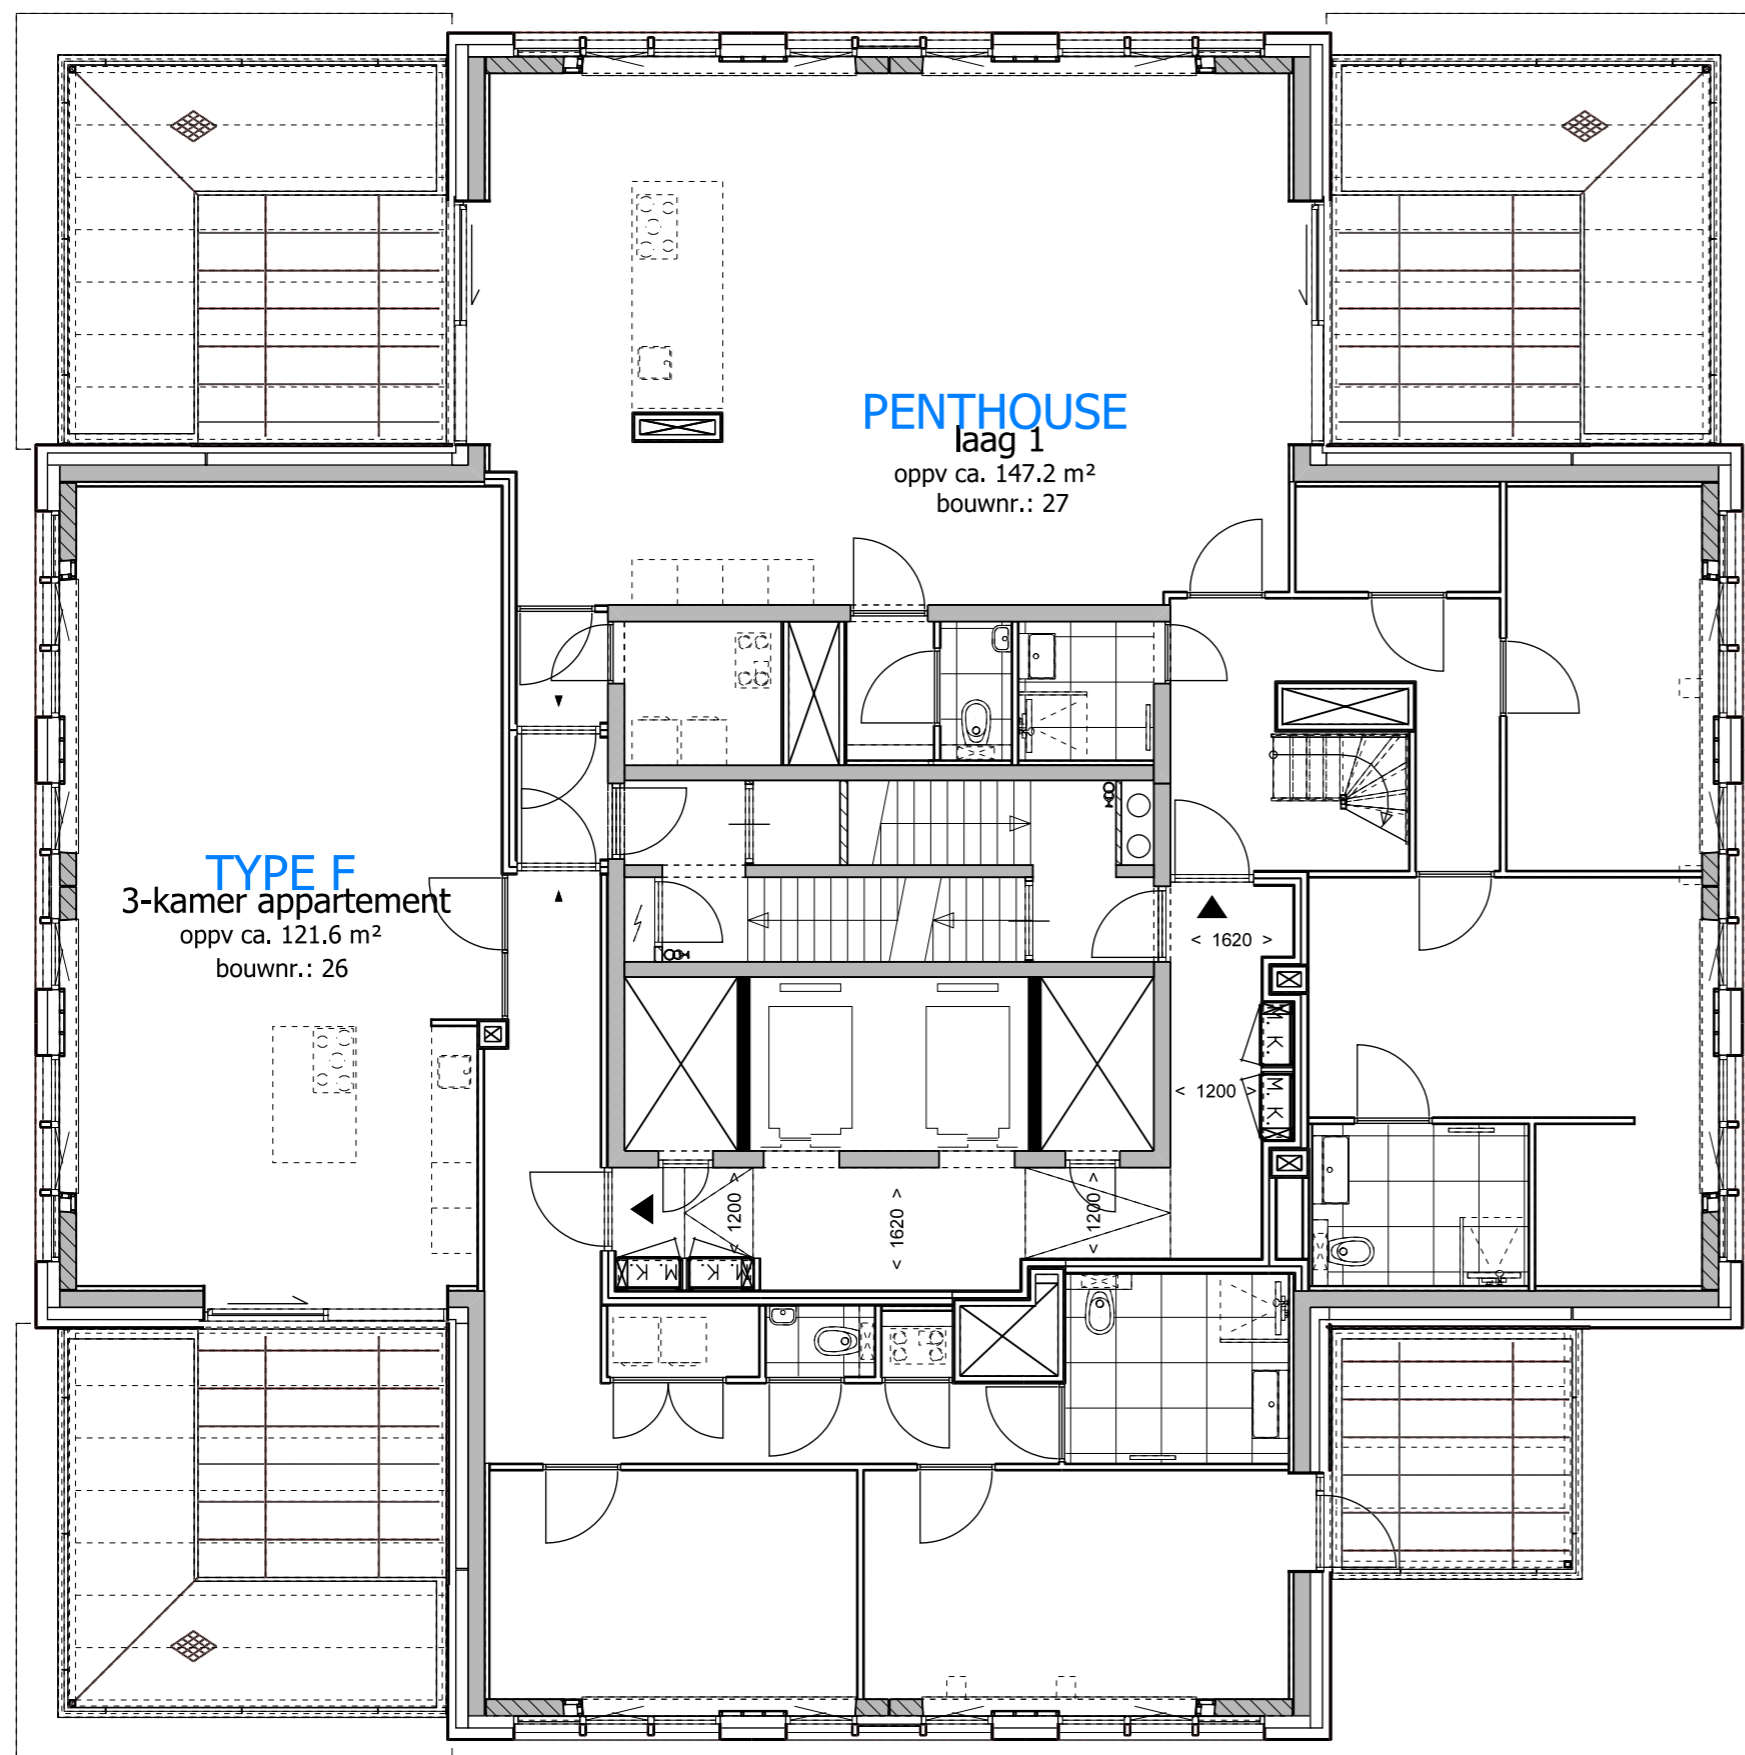 PENTHOUSE
laag 1
oppv ca. 147.2 m²
bouwnr.: 27
TYPE F
3-kamer appartement
oppv ca. 121.6 m²
bouwnr.: 26
< 1620 >
M. K.
< 1200 >
M. K.
< 1200 >
< 1620 >
< 1200 >
M. K.
M. K.